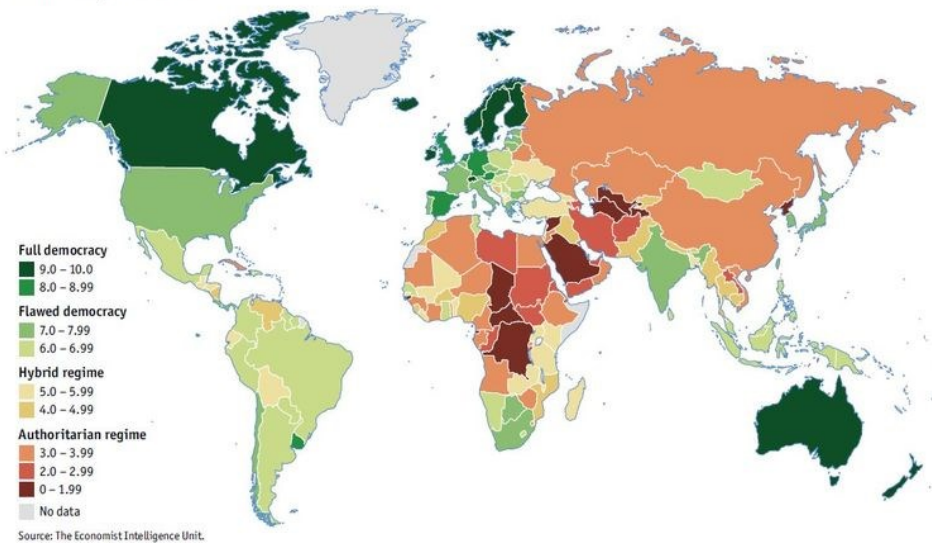 Full democracy
9.0 – 10.0
8.0 – 8.99
Flawed democracy
7.0 – 7.99
6.0 – 6.99
Hybrid regime
5.0 – 5.99
4.0 – 4.99
Authoritarian regime
3.0 – 3.99
2.0 – 2.99
0 – 1.99
No data
Source: The Economist Intelligence Unit.